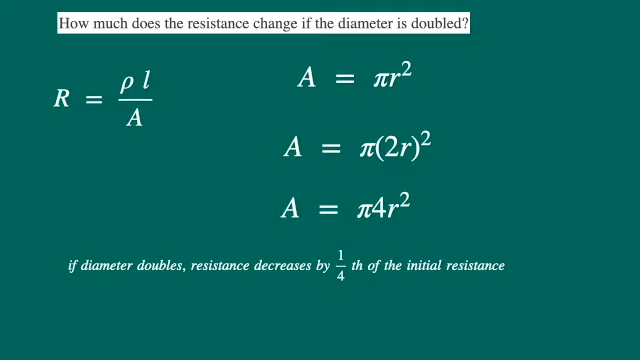 How much does the resistance change if the diameter is doubled?
R = ρ l / A
A = πr²
A = π(2r)²
A = π4r²
if diameter doubles, resistance decreases by 1/4 th of the initial resistance